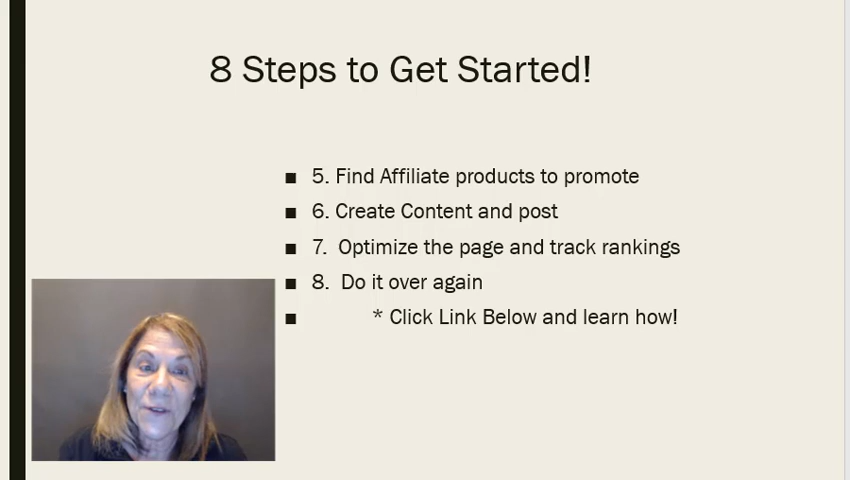 8 Steps to Get Started!
■ 5. Find Affiliate products to promote
■ 6. Create Content and post
■ 7. Optimize the page and track rankings
■ 8. Do it over again
■ * Click Link Below and learn how!